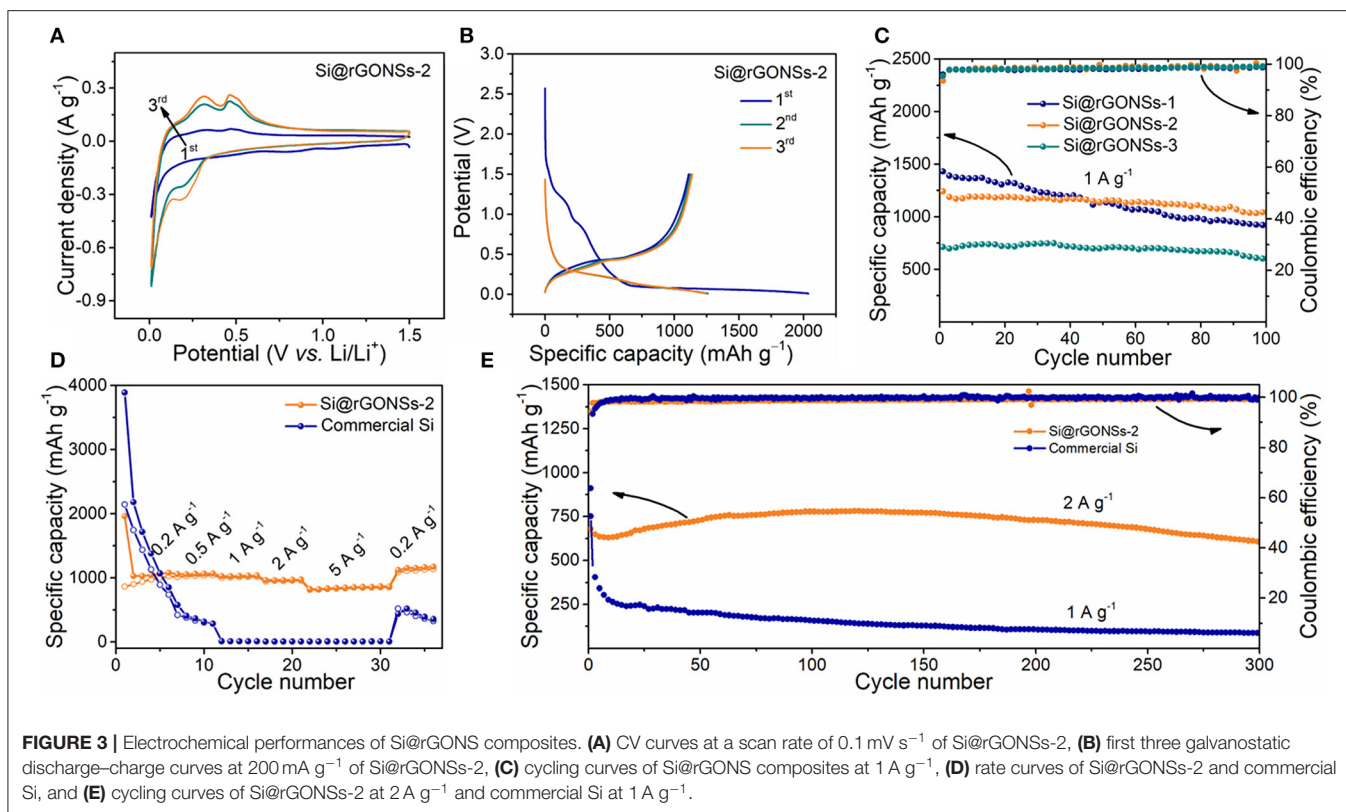 A
Si@rGONSs-2
3rd
1st
0.3
0.0
-0.3
-0.6
-0.9
Current density (A g−1)
0.0
0.5
1.0
1.5
Potential (V vs. Li/Li+)
B
Si@rGONSs-2
1st
2nd
3rd
3.0
2.5
2.0
1.5
1.0
0.5
0.0
Potential (V)
0
500
1000
1500
2000
Specific capacity (mAh g−1)
C
Si@rGONSs-1
Si@rGONSs-2
Si@rGONSs-3
1 A g-1
2500
2250
2000
1750
1500
1250
1000
750
500
Specific capacity (mAh g−1)
100
80
60
40
20
Coulombic efficiency (%)
0
20
40
60
80
100
Cycle number
D
Si@rGONSs-2
Commercial Si
0.2 A g-1
0.5 A g-1
1 A g-1
2 A g-1
5 A g-1
0.2 A g-1
4000
3000
2000
1000
0
Specific capacity (mAh g−1)
0
10
20
30
Cycle number
E
Si@rGONSs-2
Commercial Si
2 A g-1
1 A g-1
1500
1250
1000
750
500
250
Specific capacity (mAh g−1)
100
80
60
40
20
Coulombic efficiency (%)
0
50
100
150
200
250
300
Cycle number
FIGURE 3 | Electrochemical performances of Si@rGONS composites. (A) CV curves at a scan rate of 0.1 mV s−1 of Si@rGONSs-2, (B) first three galvanostatic
discharge–charge curves at 200 mA g−1 of Si@rGONSs-2, (C) cycling curves of Si@rGONS composites at 1 A g−1, (D) rate curves of Si@rGONSs-2 and commercial
Si, and (E) cycling curves of Si@rGONSs-2 at 2 A g−1 and commercial Si at 1 A g−1.